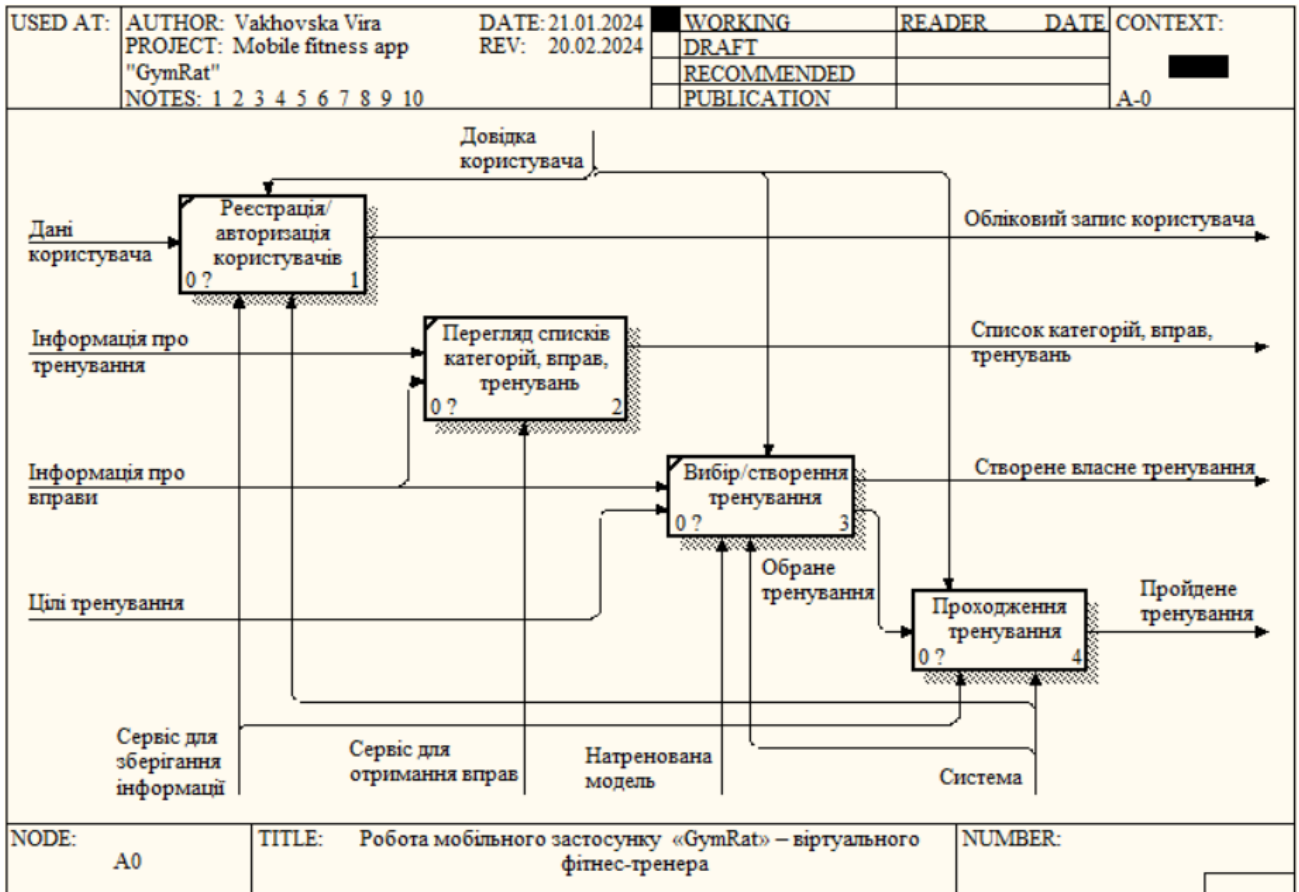 USED AT:
AUTHOR: Vakhovska Vira
DATE: 21.01.2024
PROJECT: Mobile fitness app
REV: 20.02.2024
"GymRat"
NOTES: 1 2 3 4 5 6 7 8 9 10
WORKING
DRAFT
RECOMMENDED
PUBLICATION
READER DATE
CONTEXT:
A-0
Довідка
користувача
Реєстрація/
авторизація
користувачів
0 ? 1
Дані
користувача
Обліковий запис користувача
Інформація про
тренування
Перегляд списків
категорій, вправ,
тренувань
0 ? 2
Список категорій, вправ,
тренувань
Інформація про
вправи
Вибір/створення
тренування
0 ? 3
Створене власне тренування
Обране
тренування
Цілі тренування
Проходження
тренування
0 ? 4
Пройдене
тренування
Сервіс для
зберігання
інформації
Сервіс для
отримання вправ
Натренована
модель
Система
NODE:
A0
TITLE: Робота мобільного застосунку «GymRat» – віртуального
фітнес-тренера
NUMBER: